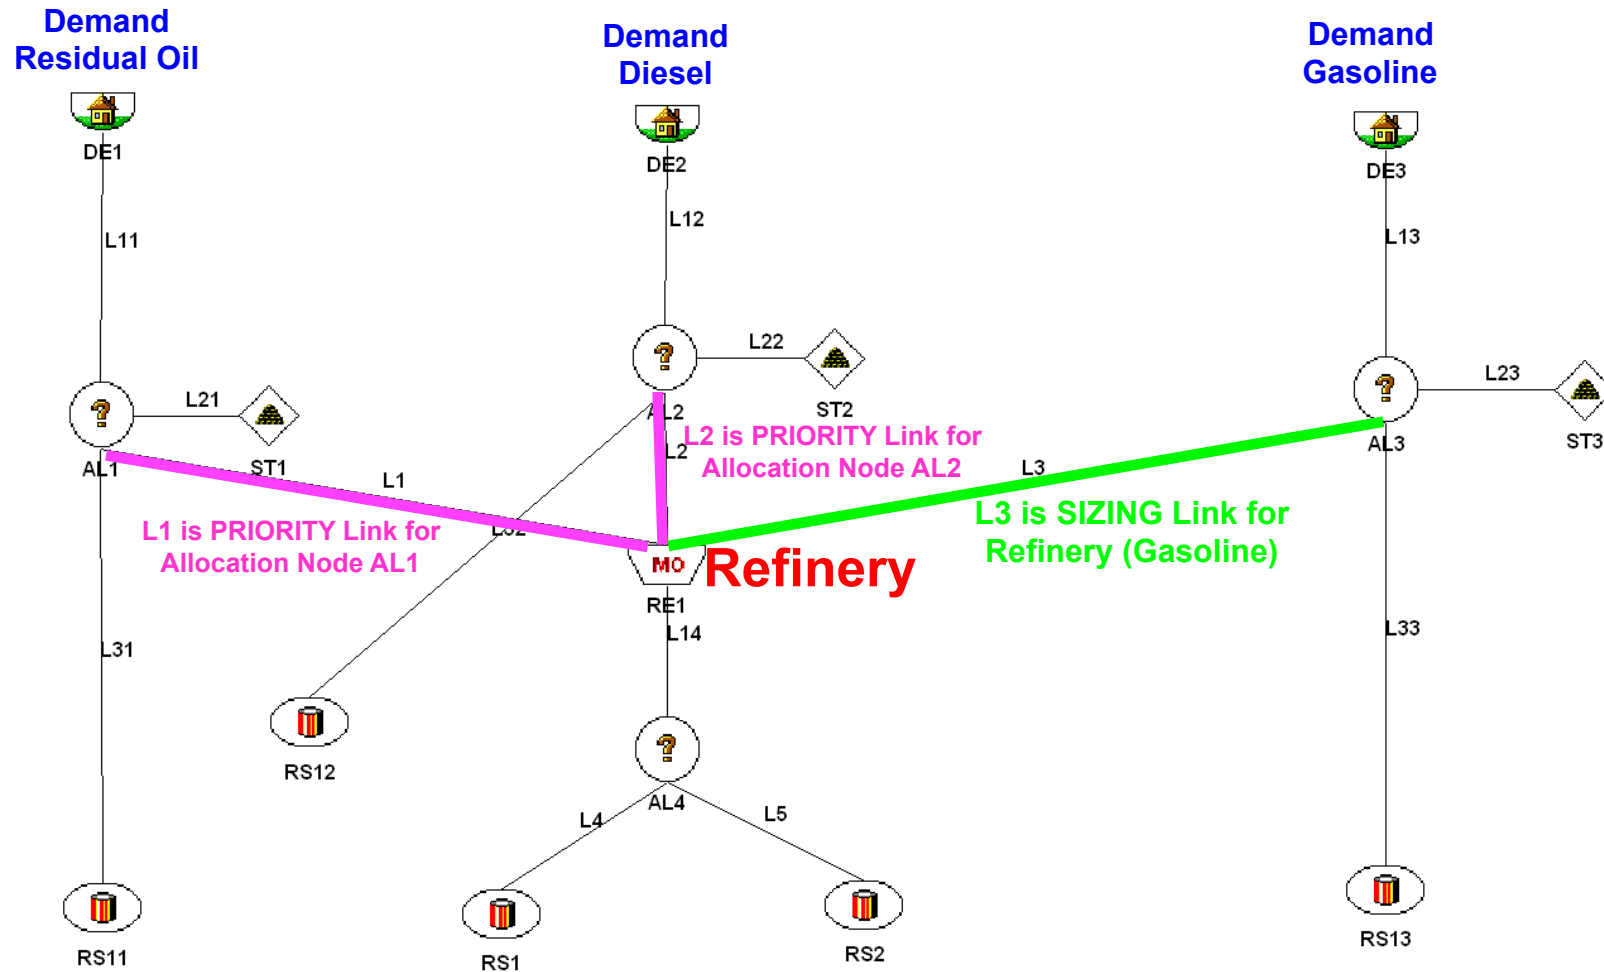 Demand
Residual Oil
Demand
Diesel
Demand
Gasoline
DE1
DE2
DE3
L11
L12
L13
L21
L22
L23
AL1
ST1
AL2
ST2
AL3
ST3
L1
L2
L3
L32
L2 is PRIORITY Link for
Allocation Node AL2
L1 is PRIORITY Link for
Allocation Node AL1
L3 is SIZING Link for
Refinery (Gasoline)
MO
Refinery
RE1
L14
L31
L33
RS12
AL4
L4
L5
RS11
RS1
RS2
RS13
?
?
?
?